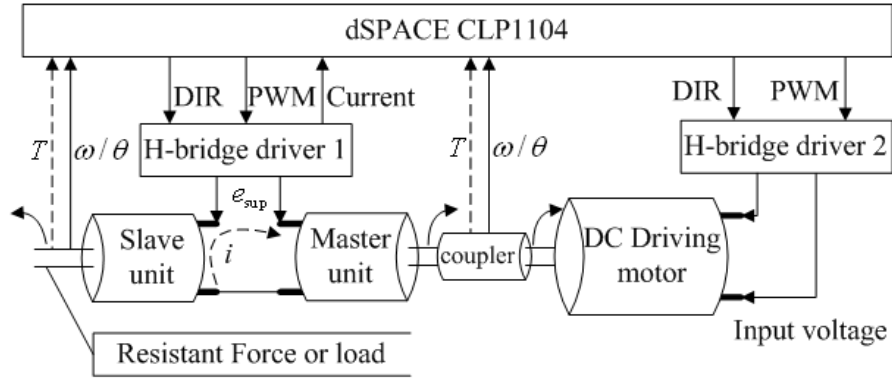 dSPACE CLP1104
DIR PWM Current
DIR PWM
T ω/θ
H-bridge driver 1
T ω/θ
H-bridge driver 2
e_sup
Slave
unit
i
Master
unit
coupler
DC Driving
motor
Input voltage
Resistant Force or load